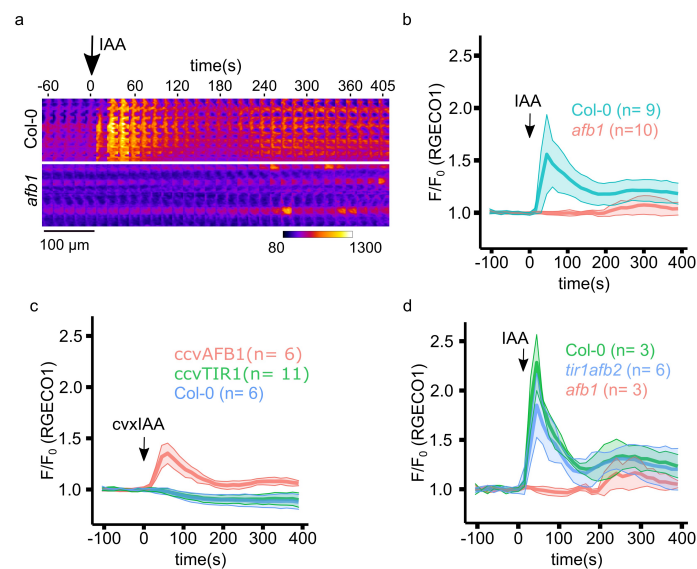 a
IAA
time(s)
-60 0 60 120 180 240 300 360 405
Col-0
afb1
100 µm
80 1300
b
2.5
2.0
1.5
1.0
F/F0 (RGECO1)
IAA
Col-0 (n= 9)
afb1 (n=10)
-100 0 100 200 300 400
time(s)
c
2.5
2.0
1.5
1.0
F/F0 (RGECO1)
ccvAFB1(n= 6)
ccvTIR1(n= 11)
Col-0 (n= 6)
cvxIAA
-100 0 100 200 300 400
time(s)
d
2.5
2.0
1.5
1.0
F/F0 (RGECO1)
IAA
Col-0 (n= 3)
tir1afb2 (n= 6)
afb1 (n= 3)
-100 0 100 200 300 400
time(s)